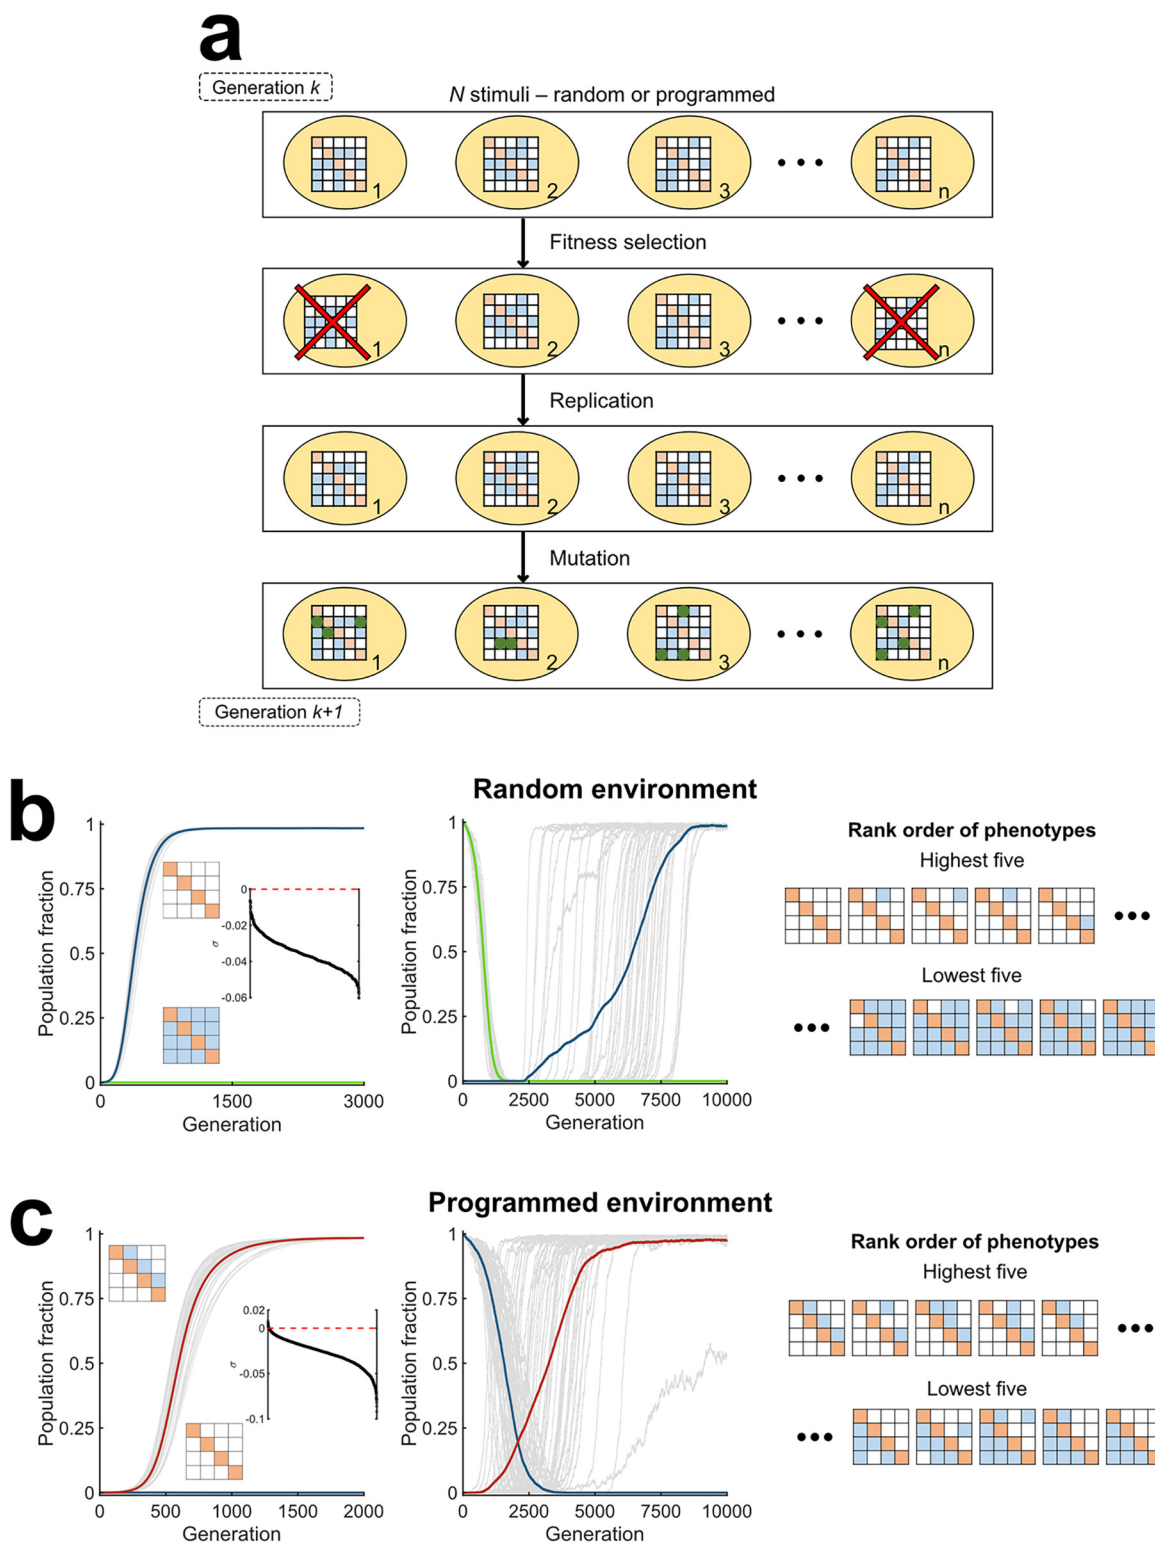 a
Generation k
N stimuli – random or programmed
1
2
3
n
Fitness selection
1
2
3
n
Replication
1
2
3
n
Mutation
1
2
3
n
Generation k+1
b
Random environment
Population fraction
1
0.75
0.5
0.25
0
0
1500
3000
Generation
σ
0
-0.02
-0.04
-0.06
Population fraction
1
0.75
0.5
0.25
0
0
2500
5000
7500
10000
Generation
Rank order of phenotypes
Highest five
Lowest five
c
Programmed environment
Population fraction
1
0.75
0.5
0.25
0
0
500
1000
1500
2000
Generation
σ
0.02
0
-0.05
-0.1
Population fraction
1
0.75
0.5
0.25
0
0
2500
5000
7500
10000
Generation
Rank order of phenotypes
Highest five
Lowest five